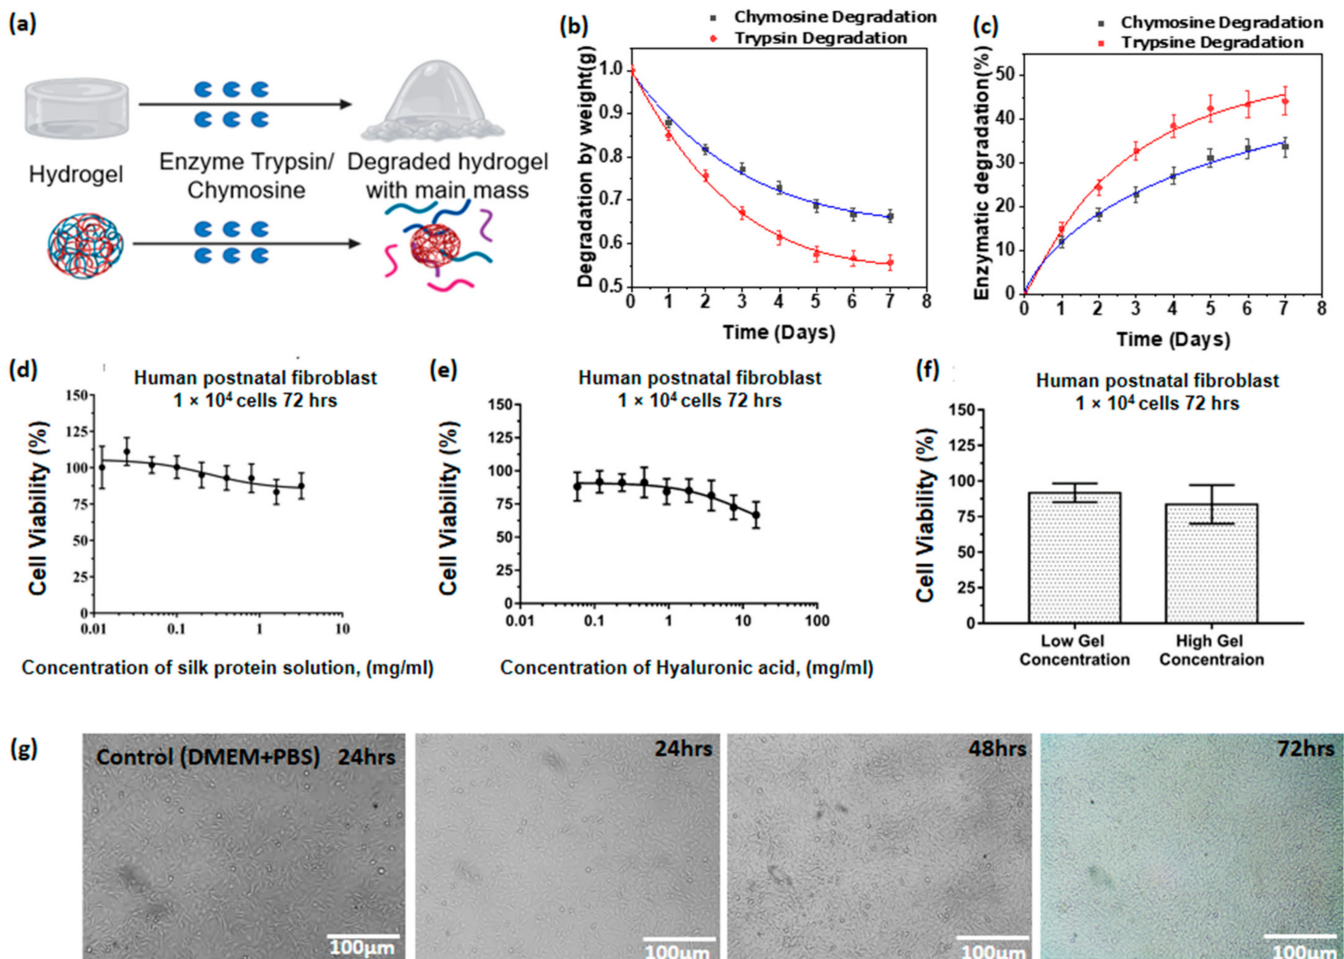 (a)
Hydrogel
Enzyme Trypsin/
Chymosine
Degraded hydrogel
with main mass
(b)
Chymosine Degradation
Trypsin Degradation
Degradation by weight(g)
1.0
0.9
0.8
0.7
0.6
0.5
0 1 2 3 4 5 6 7 8
Time (Days)
(c)
Chymosine Degradation
Trypsine Degradation
Enzymatic degradation(%)
50
40
30
20
10
0
0 1 2 3 4 5 6 7 8
Time (Days)
(d)
Human postnatal fibroblast
1 × 10⁴ cells 72 hrs
Cell Viability (%)
150
125
100
75
50
25
0
0.01 0.1 1 10
Concentration of silk protein solution, (mg/ml)
(e)
Human postnatal fibroblast
1 × 10⁴ cells 72 hrs
Cell Viability (%)
150
125
100
75
50
25
0
0.01 0.1 1 10 100
Concentration of Hyaluronic acid, (mg/ml)
(f)
Human postnatal fibroblast
1 × 10⁴ cells 72 hrs
Cell Viability (%)
150
125
100
75
50
25
0
Low Gel
Concentration
High Gel
Concentraion
(g)
Control (DMEM+PBS) 24hrs
100µm
24hrs
100µm
48hrs
100µm
72hrs
100µm